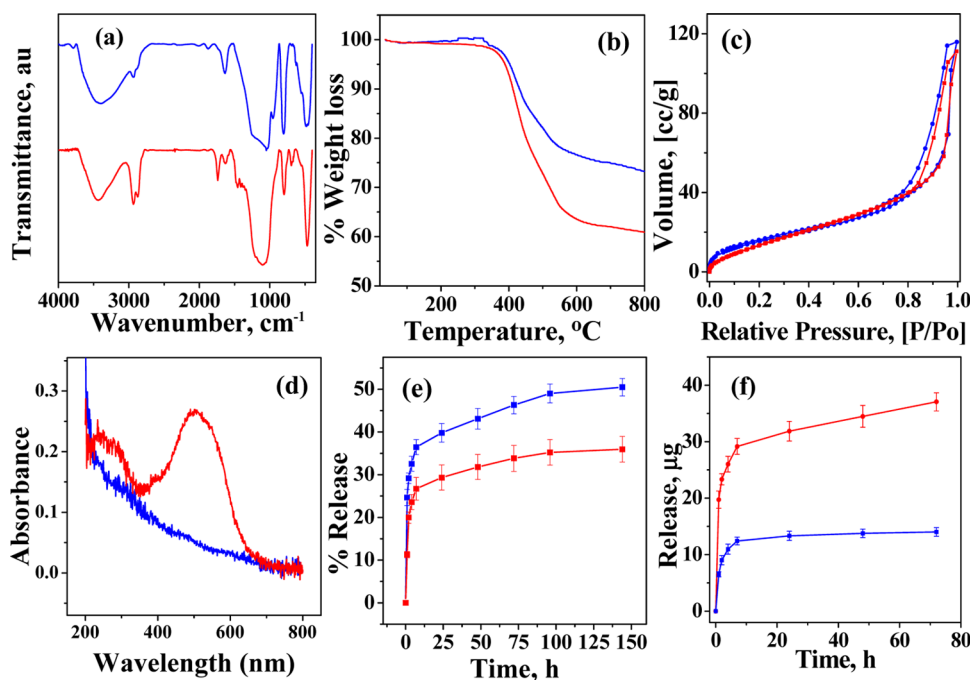 (a)
Transmittance, au
4000 3000 2000 1000
Wavenumber, cm-1
(b)
% Weight loss
100
90
80
70
60
50
200 400 600 800
Temperature, ºC
(c)
Volume, [cc/g]
120
80
40
0
0.0 0.2 0.4 0.6 0.8 1.0
Relative Pressure, [P/Po]
(d)
Absorbance
0.3
0.2
0.1
0.0
200 400 600 800
Wavelength (nm)
(e)
% Release
50
40
30
20
10
0
0 25 50 75 100 125 150
Time, h
(f)
Release, µg
40
30
20
10
0
0 20 40 60 80
Time, h